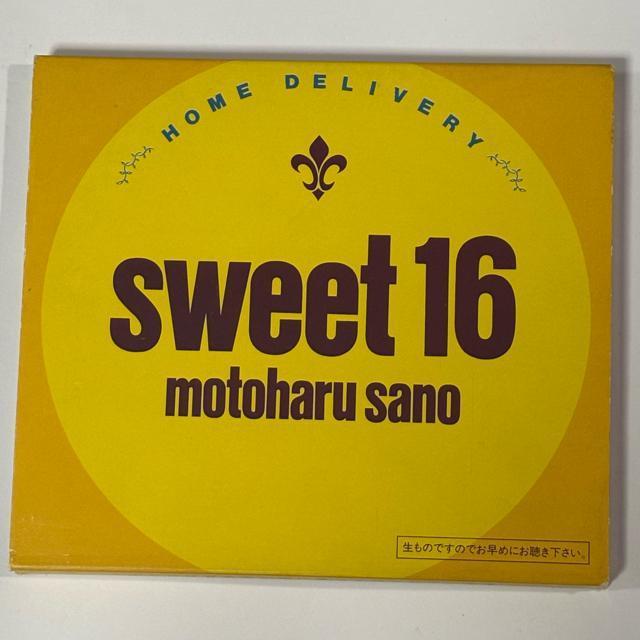 HOME DELIVERY
sweet 16
motoharu sano
生ものですのでお早めにお聴き下さい。